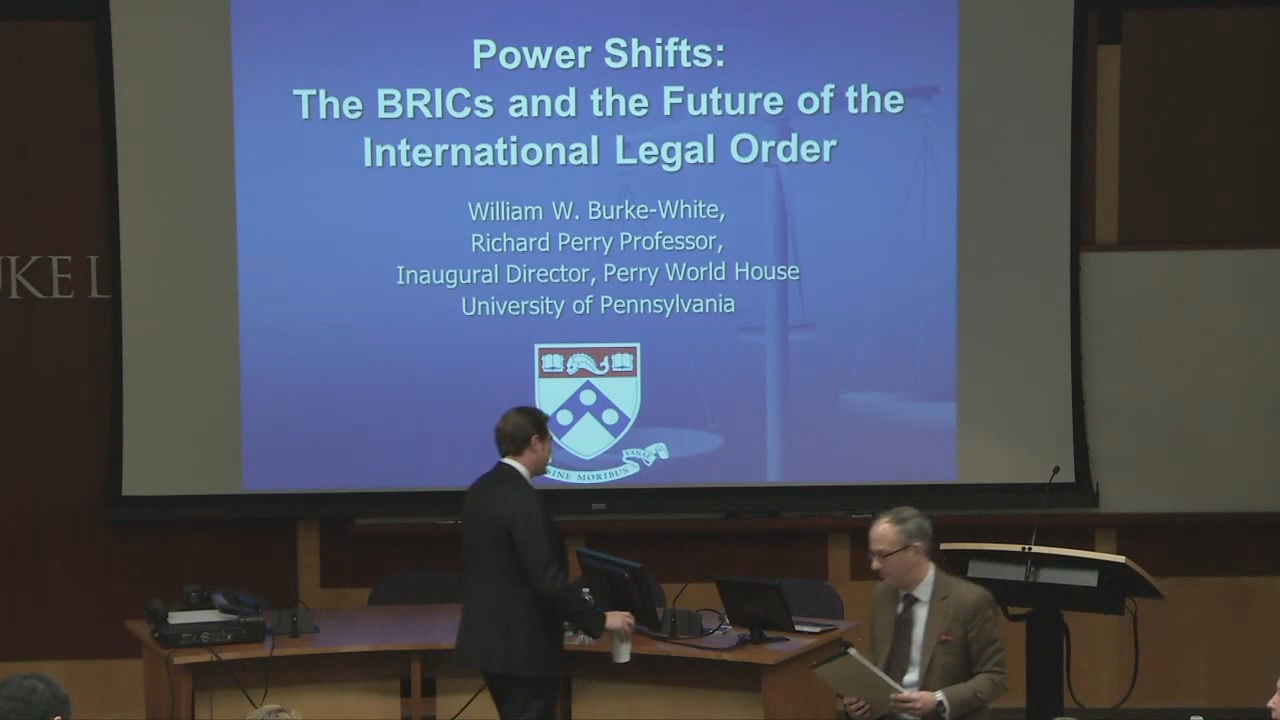 Power Shifts:
The BRICs and the Future of the
International Legal Order
William W. Burke-White,
Richard Perry Professor,
Inaugural Director, Perry World House
University of Pennsylvania
SINE MORIBUS
VANAE
UKE L